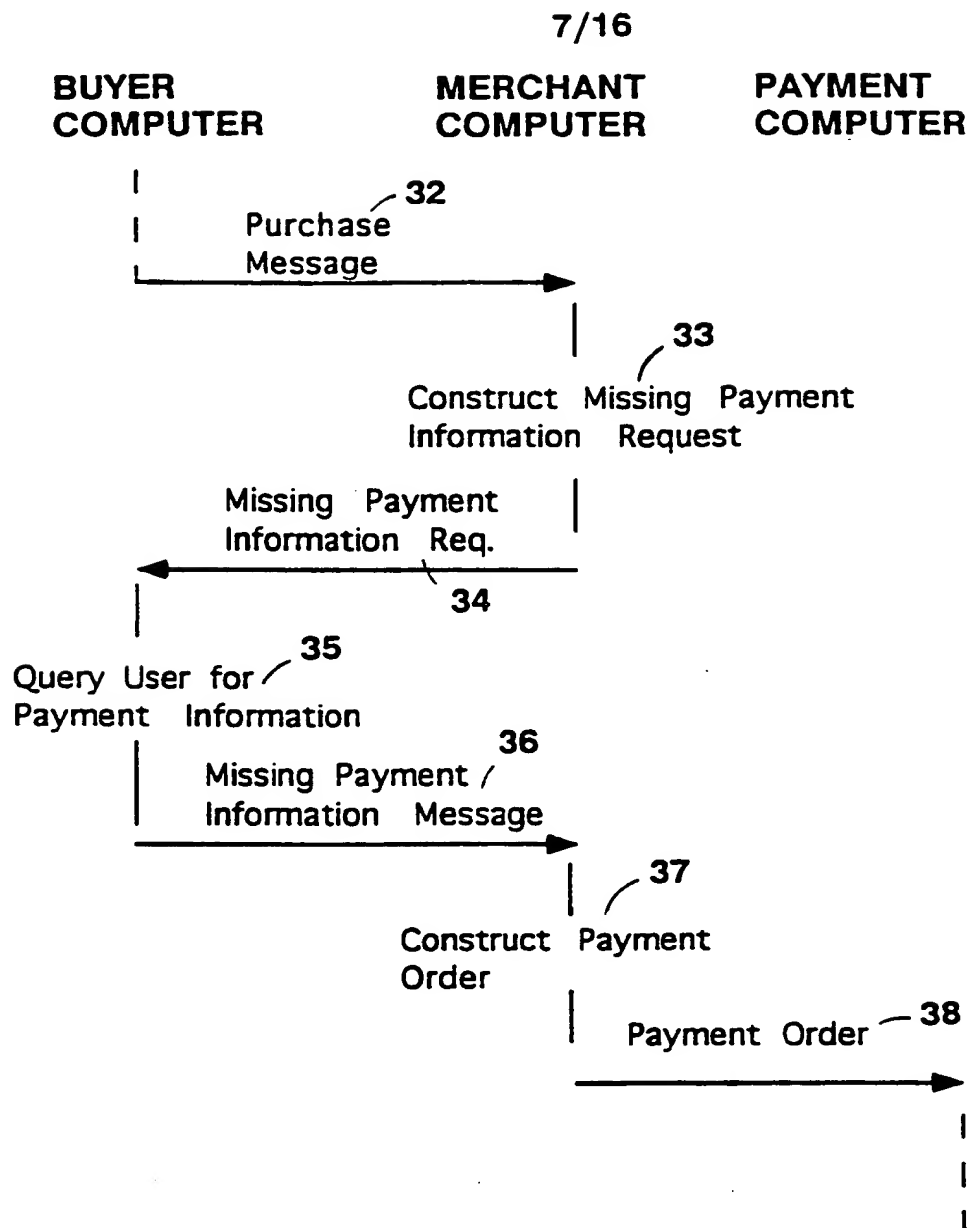 7/16
BUYER
COMPUTER
MERCHANT
COMPUTER
PAYMENT
COMPUTER
32
Purchase
Message
33
Construct Missing Payment
Information Request
Missing Payment
Information Req.
34
35
Query User for
Payment Information
36
Missing Payment
Information Message
37
Construct Payment
Order
38
Payment Order